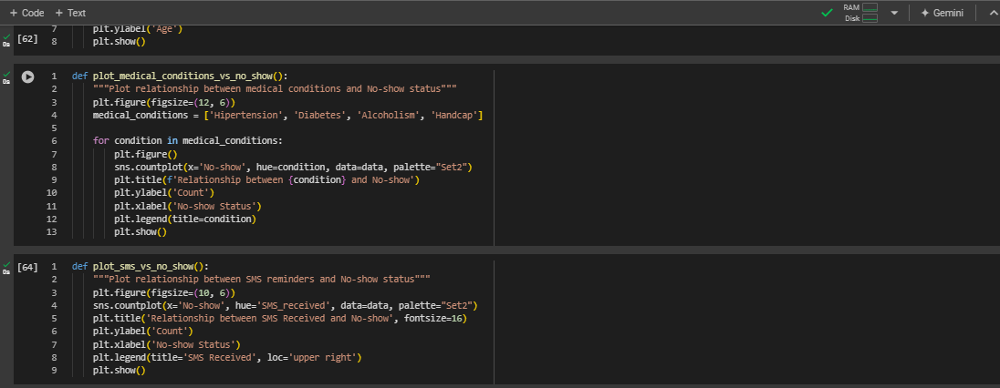 + Code + Text
RAM
Disk
Gemini
0s
[62]
7 plt.ylabel('Age')
8 plt.show()
0s
1 def plot_medical_conditions_vs_no_show():
2 """Plot relationship between medical conditions and No-show status"""
3 plt.figure(figsize=(12, 6))
4 medical_conditions = ['Hipertension', 'Diabetes', 'Alcoholism', 'Handcap']
5
6 for condition in medical_conditions:
7 plt.figure()
8 sns.countplot(x='No-show', hue=condition, data=data, palette="Set2")
9 plt.title(f'Relationship between {condition} and No-show')
10 plt.ylabel('Count')
11 plt.xlabel('No-show Status')
12 plt.legend(title=condition)
13 plt.show()
0s
[64]
1 def plot_sms_vs_no_show():
2 """Plot relationship between SMS reminders and No-show status"""
3 plt.figure(figsize=(10, 6))
4 sns.countplot(x='No-show', hue='SMS_received', data=data, palette="Set2")
5 plt.title('Relationship between SMS Received and No-show', fontsize=16)
6 plt.ylabel('Count')
7 plt.xlabel('No-show Status')
8 plt.legend(title='SMS Received', loc='upper right')
9 plt.show()